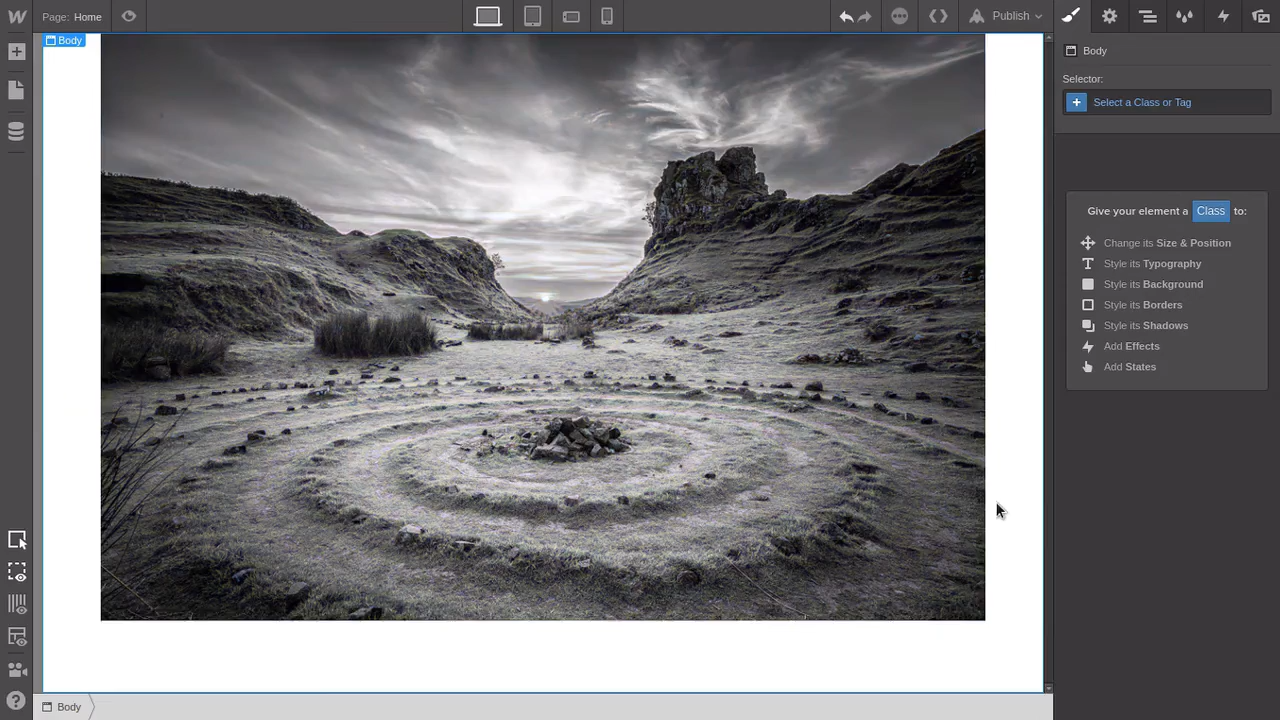 Page: Home
Publish
Body
Body
Selector:
+ Select a Class or Tag
Give your element a Class to:
Change its Size & Position
Style its Typography
Style its Background
Style its Borders
Style its Shadows
Add Effects
Add States
Body